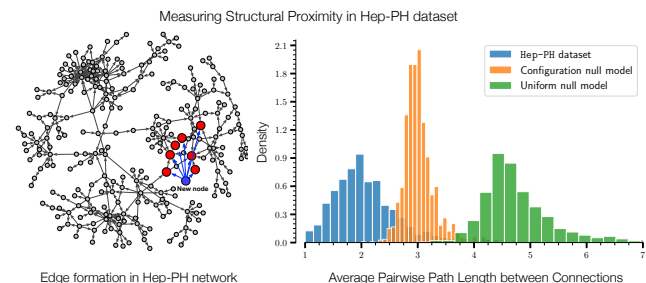 Measuring Structural Proximity in Hep-PH dataset
New node
Edge formation in Hep-PH network
Density
2.1
1.8
1.5
1.2
0.9
0.6
0.3
0.0
1 2 3 4 5 6 7
Hep-PH dataset
Configuration null model
Uniform null model
Average Pairwise Path Length between Connections